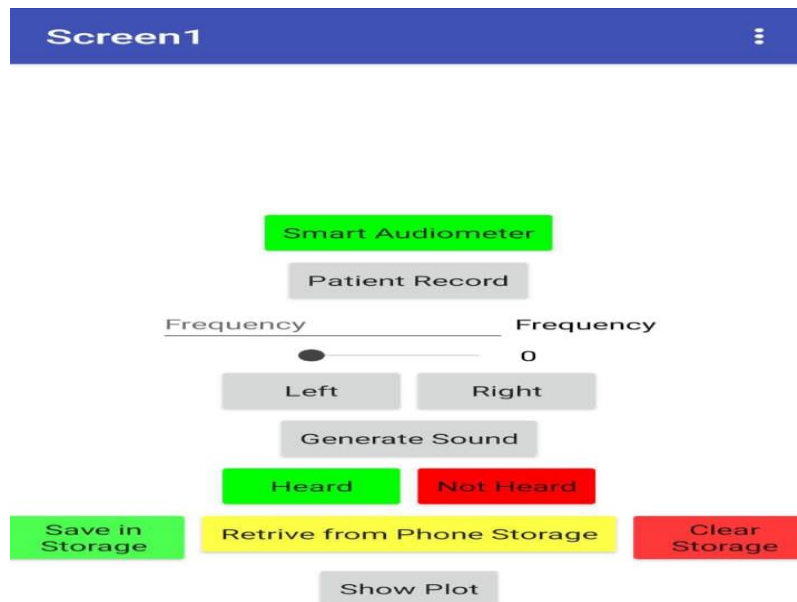 Screen1
Smart Audiometer
Patient Record
Frequency Frequency
0
Left Right
Generate Sound
Heard Not Heard
Save in Storage Retrive from Phone Storage Clear Storage
Show Plot